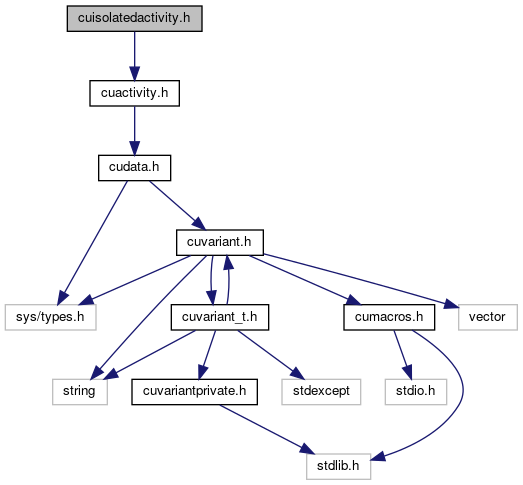 cuisolatedactivity.h
cuactivity.h
cudata.h
cuvariant.h
sys/types.h
cuvariant_t.h
cumacros.h
vector
string
cuvariantprivate.h
stdexcept
stdio.h
stdlib.h